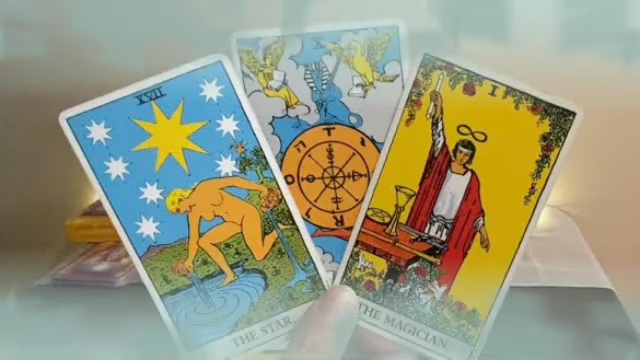 XVII
THE STAR.
X
T
R
I
THE MAGICIAN.